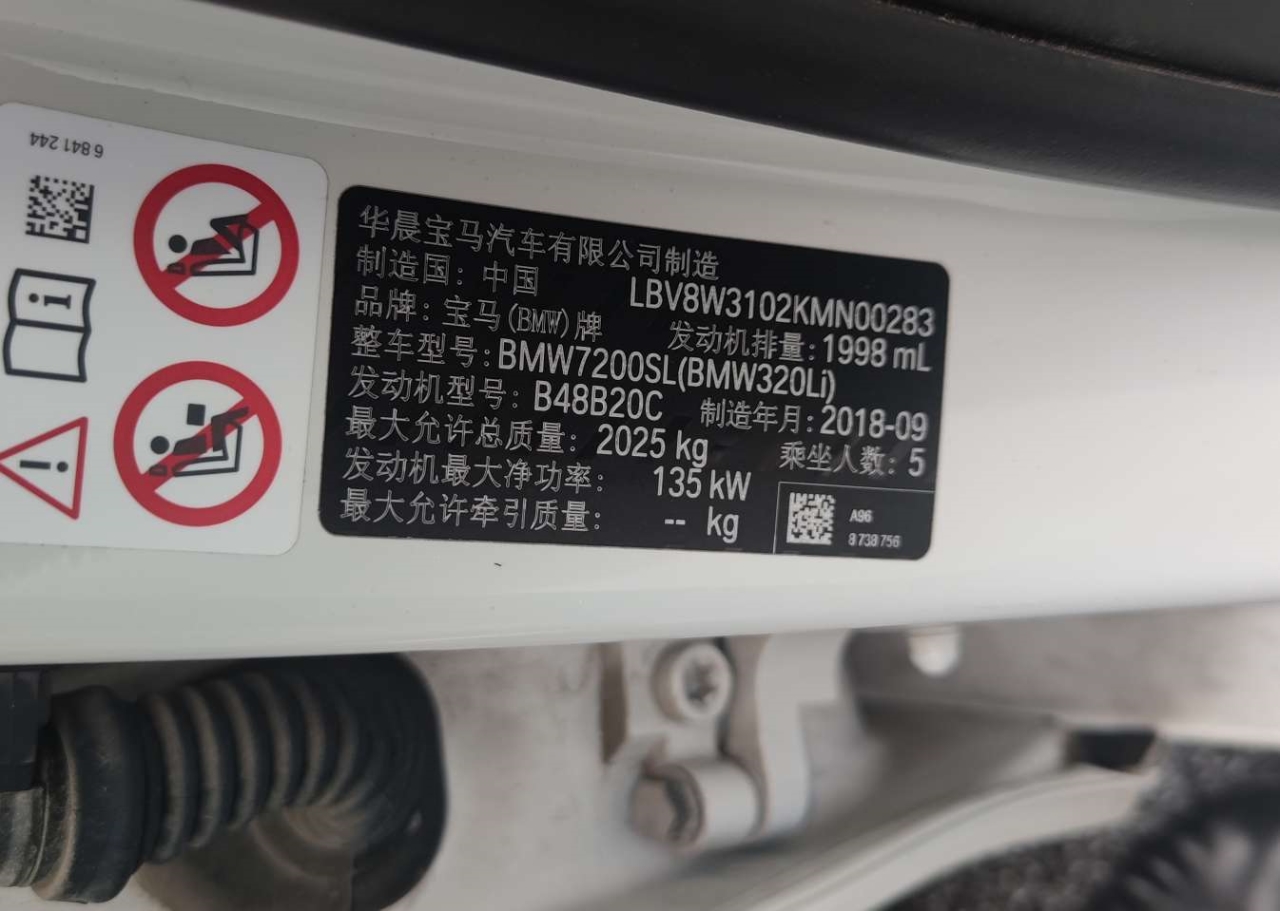 6 841 244
华晨宝马汽车有限公司制造
制造国：中国 LBV8W3102KMN00283
品牌：宝马(BMW)牌 发动机排量：1998 mL
整车型号：BMW7200SL(BMW320Li)
发动机型号：B48B20C 制造年月：2018-09
最大允许总质量：2025 kg 乘坐人数：5
发动机最大净功率：135 kW
最大允许牵引质量：-- kg
A96
8 738 756